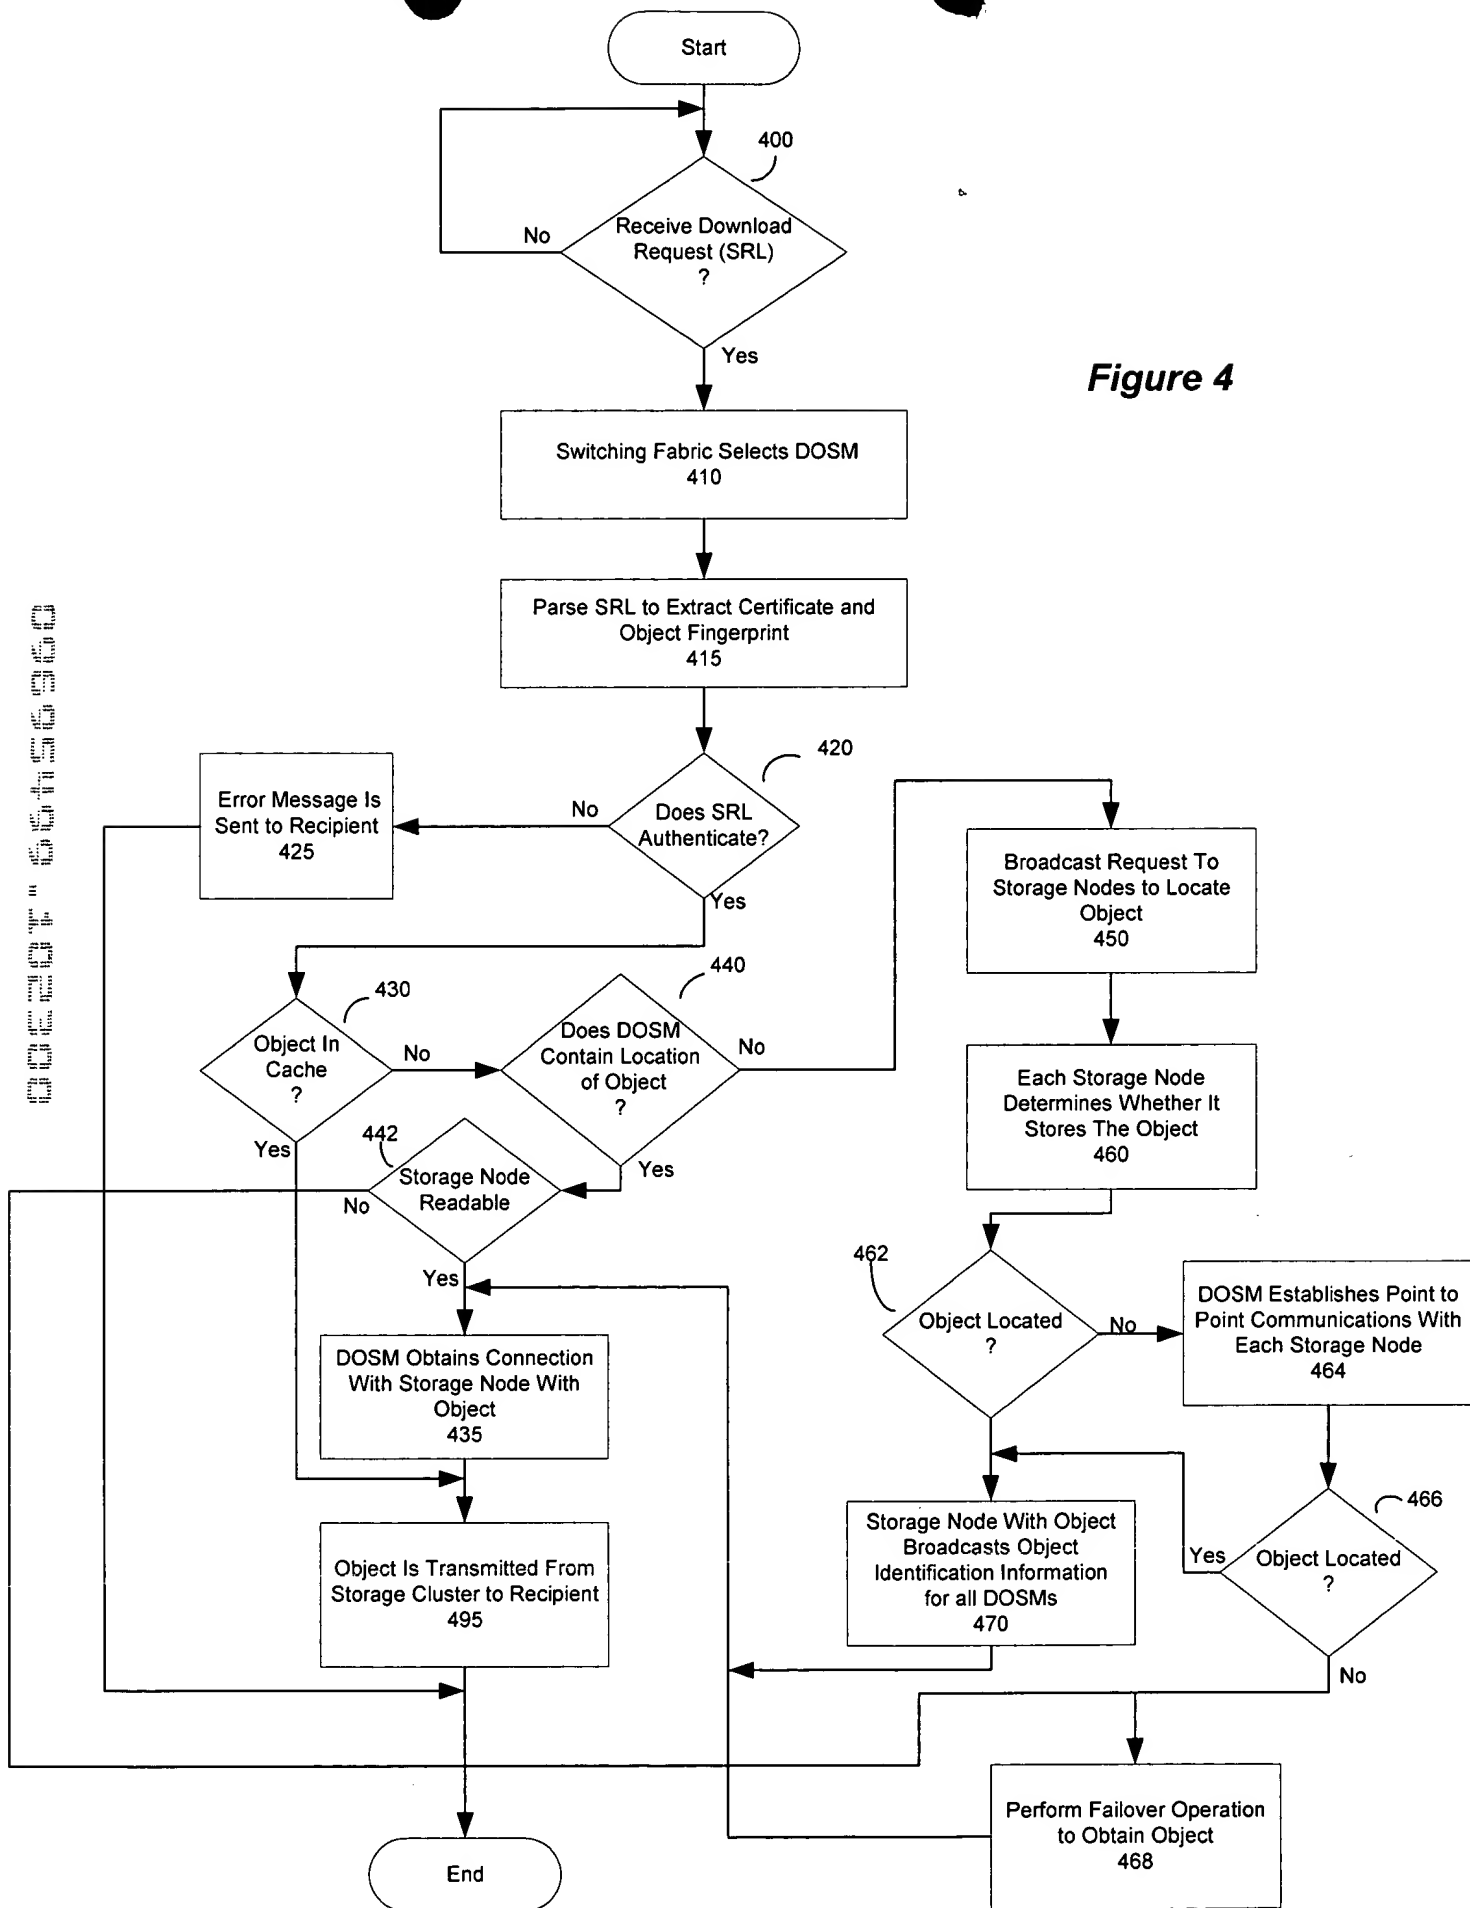 Start
400
Receive Download
Request (SRL)
?
No
Yes
Figure 4
Switching Fabric Selects DOSM
410
Parse SRL to Extract Certificate and
Object Fingerprint
415
420
Does SRL
Authenticate?
No
Yes
Error Message Is
Sent to Recipient
425
Broadcast Request To
Storage Nodes to Locate
Object
450
430
Object In
Cache
?
No
Yes
440
Does DOSM
Contain Location
of Object
?
No
Yes
442
Storage Node
Readable
No
Yes
Each Storage Node
Determines Whether It
Stores The Object
460
462
Object Located
?
No
DOSM Establishes Point to
Point Communications With
Each Storage Node
464
DOSM Obtains Connection
With Storage Node With
Object
435
466
Object Located
?
Yes
No
Storage Node With Object
Broadcasts Object
Identification Information
for all DOSMs
470
Object Is Transmitted From
Storage Cluster to Recipient
495
Perform Failover Operation
to Obtain Object
468
End